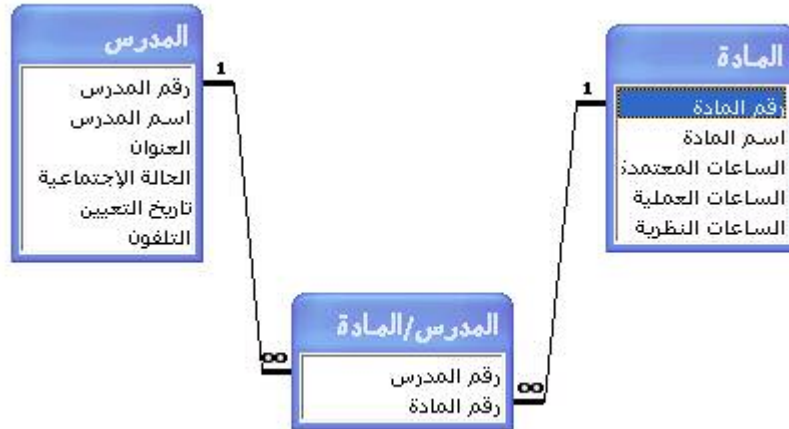 المدرس
رقم المدرس
اسم المدرس
العنوان
الحالة الإجتماعية
تاريخ التعيين
التلفون
1
المادة
رقم المادة
اسم المادة
الساعات المعتمدة
الساعات العملية
الساعات النظرية
1
المدرس/المادة
رقم المدرس
رقم المادة
∞
∞